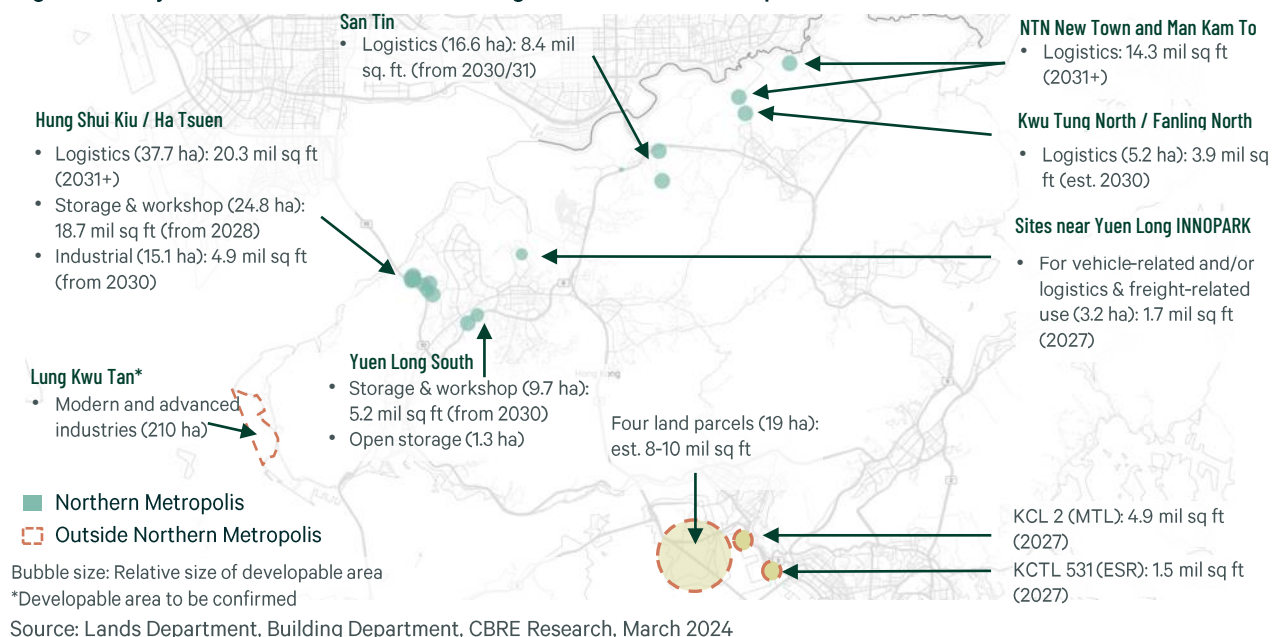 San Tin
• Logistics (16.6 ha): 8.4 mil
sq. ft. (from 2030/31)
NTN New Town and Man Kam To
• Logistics: 14.3 mil sq ft
(2031+)
Hung Shui Kiu / Ha Tsuen
• Logistics (37.7 ha): 20.3 mil sq ft
(2031+)
• Storage & workshop (24.8 ha):
18.7 mil sq ft (from 2028)
• Industrial (15.1 ha): 4.9 mil sq ft
(from 2030)
Kwu Tung North / Fanling North
• Logistics (5.2 ha): 3.9 mil sq
ft (est. 2030)
Sites near Yuen Long INNOPARK
• For vehicle-related and/or
logistics & freight-related
use (3.2 ha): 1.7 mil sq ft
(2027)
Lung Kwu Tan*
• Modern and advanced
industries (210 ha)
Yuen Long South
• Storage & workshop (9.7 ha):
5.2 mil sq ft (from 2030)
• Open storage (1.3 ha)
Hong Kong
Four land parcels (19 ha):
est. 8-10 mil sq ft
KCL 2 (MTL): 4.9 mil sq ft
(2027)
KCTL 531 (ESR): 1.5 mil sq ft
(2027)
Northern Metropolis
Outside Northern Metropolis
Bubble size: Relative size of developable area
*Developable area to be confirmed
Source: Lands Department, Building Department, CBRE Research, March 2024